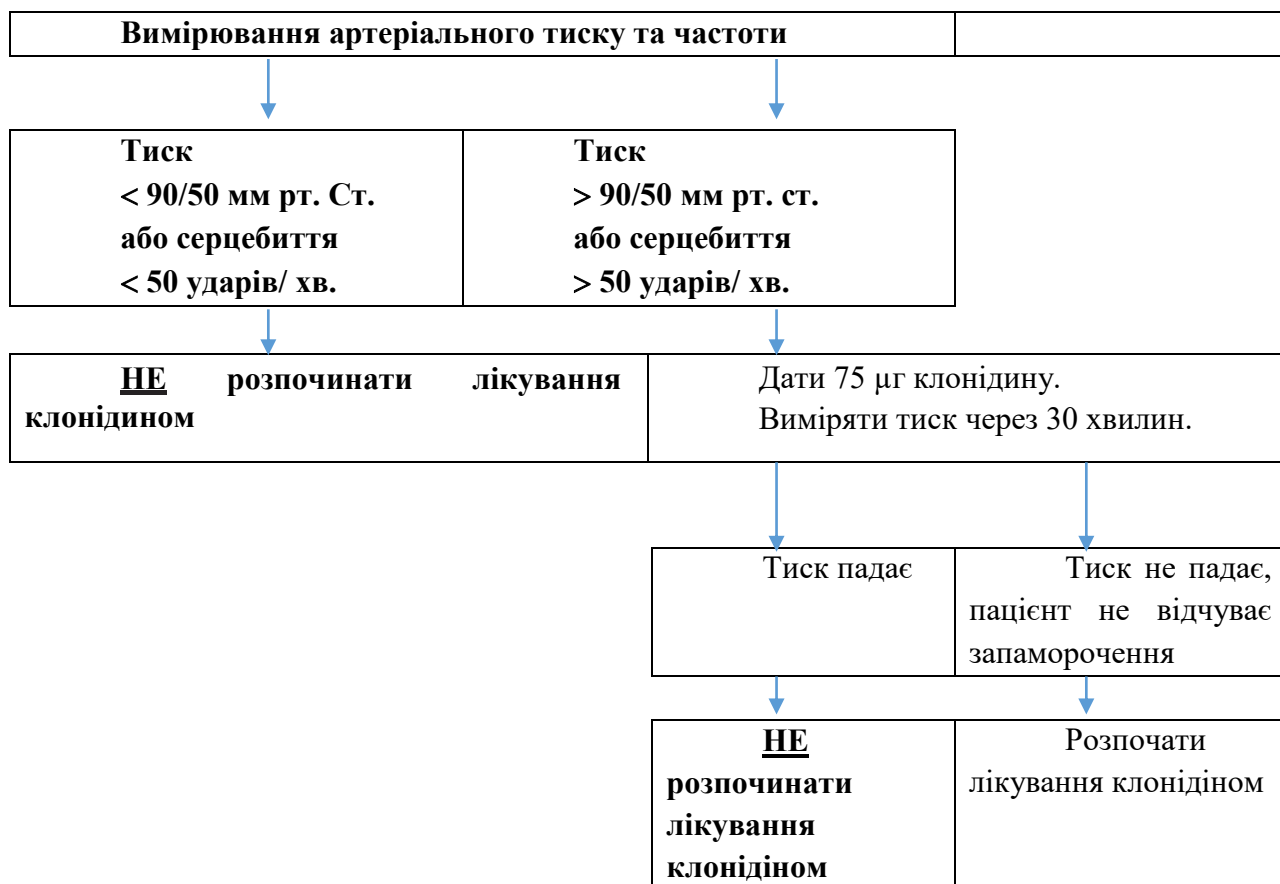 Вимірювання артеріального тиску та частоти
Тиск
< 90/50 мм рт. Ст.
або серцебиття
< 50 ударів/ хв.
Тиск
> 90/50 мм рт. ст.
або серцебиття
> 50 ударів/ хв.
НЕ розпочинати лікування
клонідином
Дати 75 µг клонідину.
Виміряти тиск через 30 хвилин.
Тиск падає
Тиск не падає,
пацієнт не відчуває
запаморочення
НЕ
розпочинати
лікування
клонідіном
Розпочати
лікування клонідіном